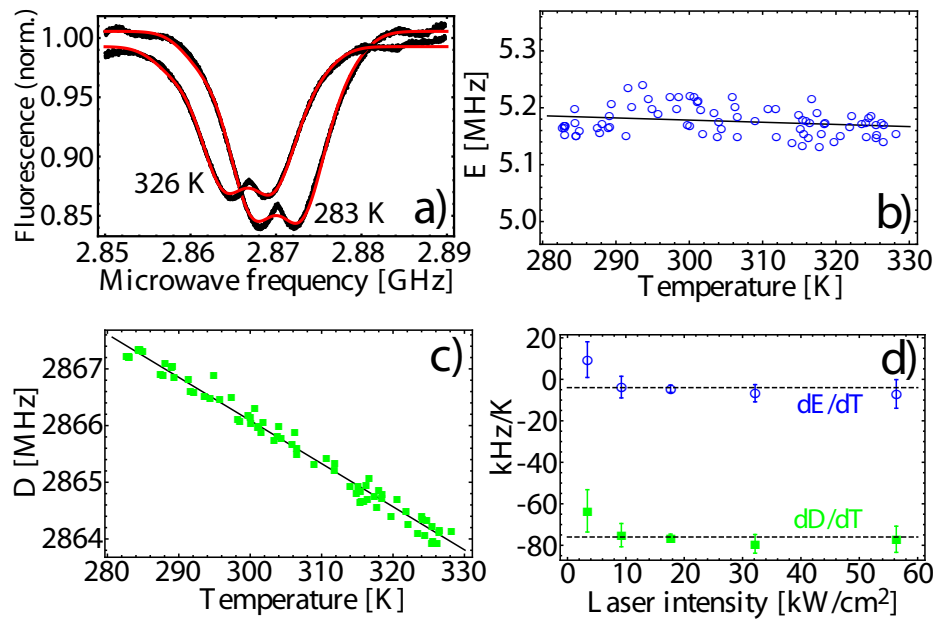 a)
Fluorescence (norm.)
1.00
0.95
0.90
0.85
326 K
283 K
2.85 2.86 2.87 2.88 2.89
Microwave frequency [GHz]
b)
E [MHz]
5.3
5.2
5.1
5.0
280 290 300 310 320 330
Temperature [K]
c)
D [MHz]
2867
2866
2865
2864
280 290 300 310 320 330
Temperature [K]
d)
kHz/K
20
0
-20
-40
-60
-80
dE/dT
dD/dT
0 10 20 30 40 50 60
Laser intensity [kW/cm²]